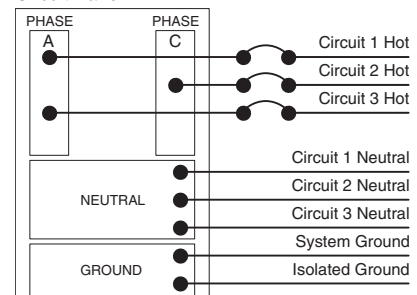 PHASE PHASE
A C
Circuit 1 Hot
Circuit 2 Hot
Circuit 3 Hot
NEUTRAL
Circuit 1 Neutral
Circuit 2 Neutral
Circuit 3 Neutral
GROUND
System Ground
Isolated Ground